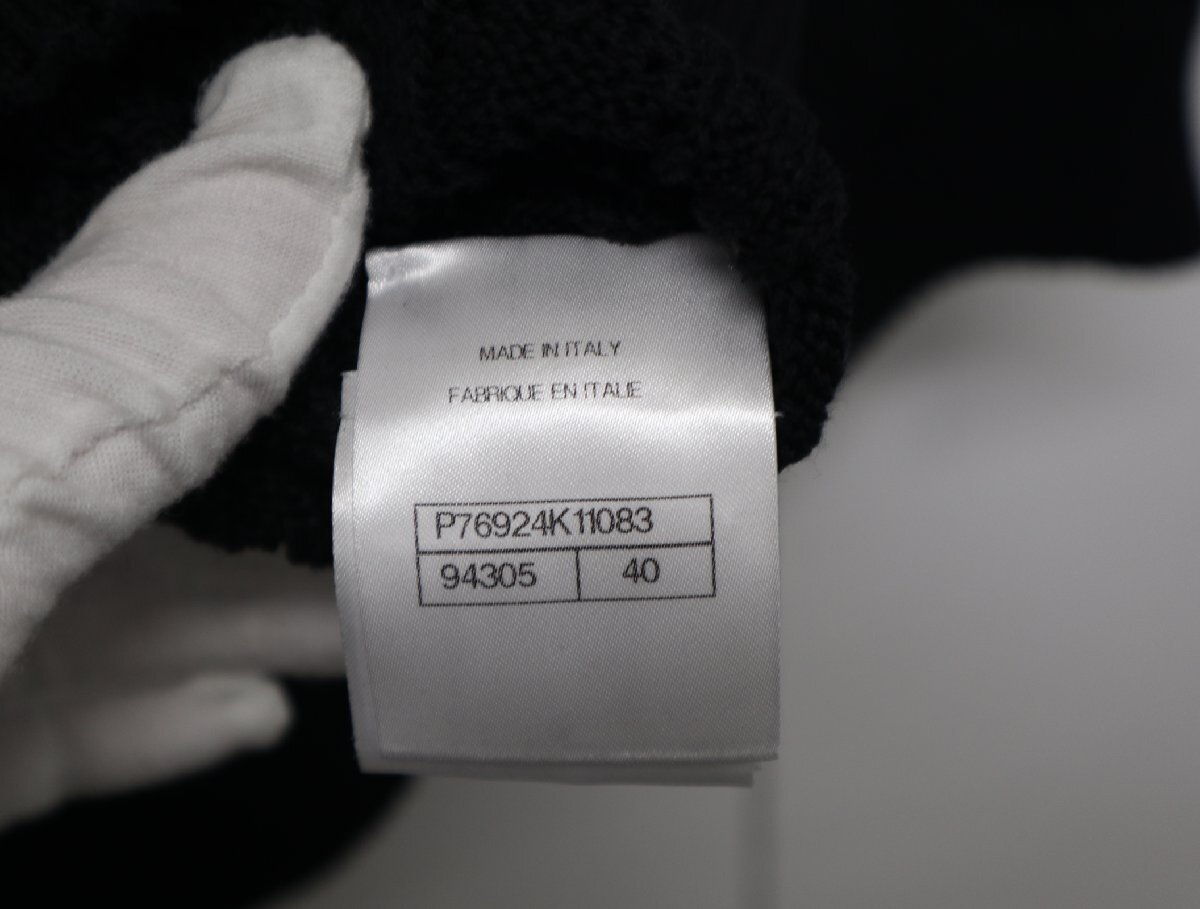 MADE IN ITALY
FABRIQUE EN ITALIE
P76924K11083
94305 40